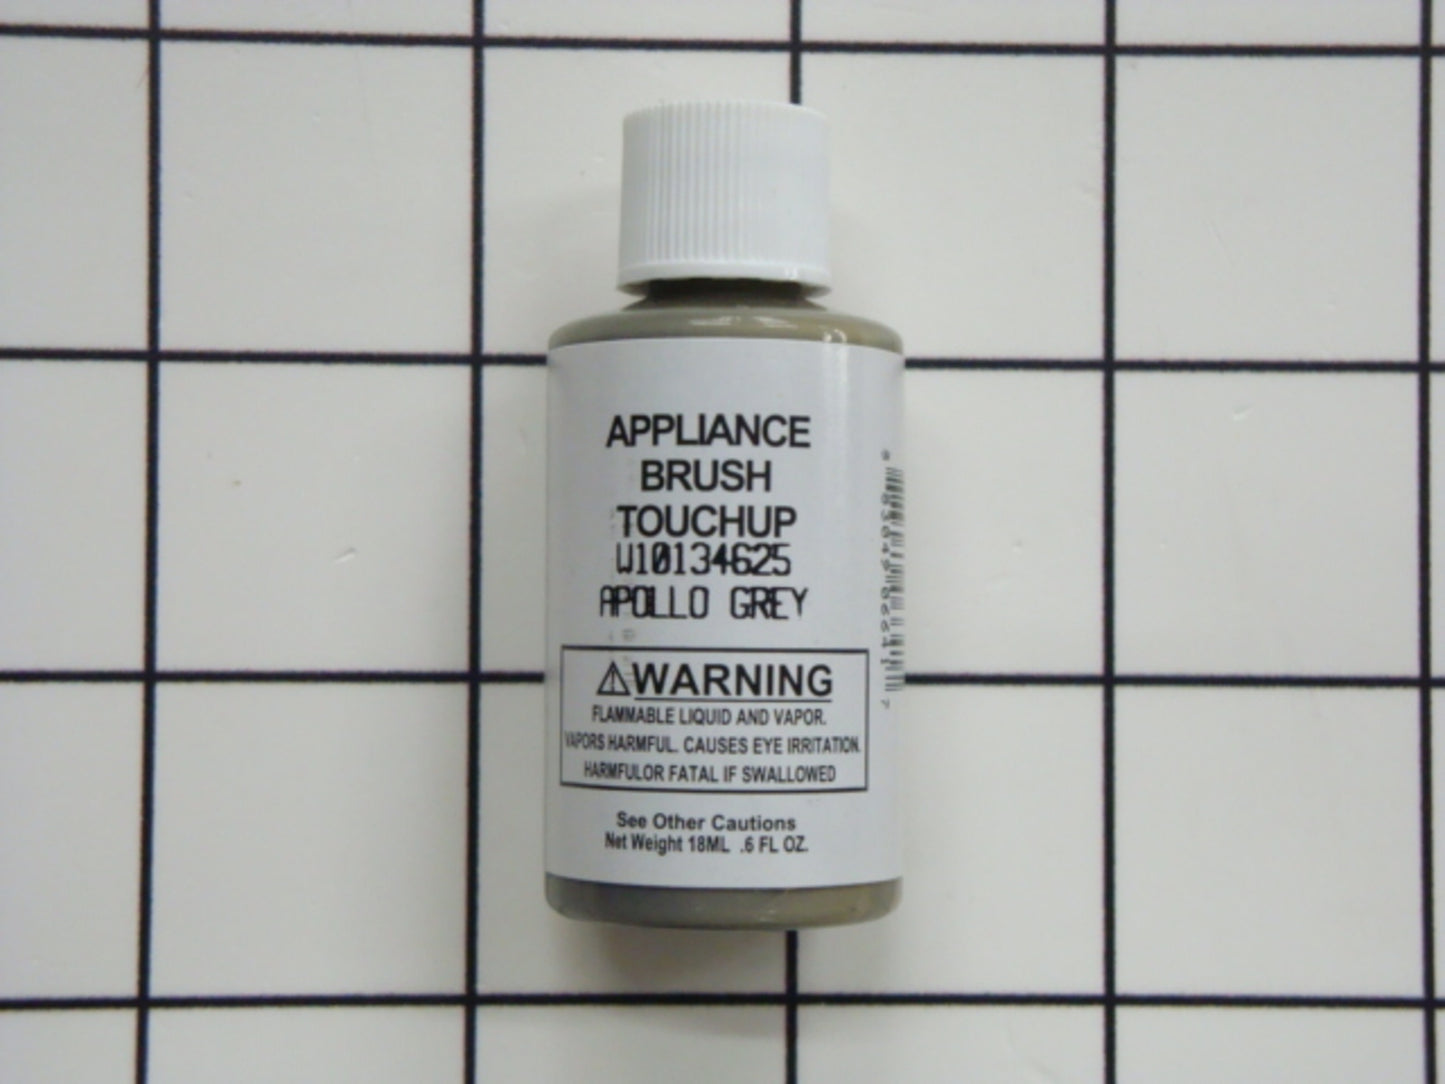 APPLIANCE
BRUSH
TOUCHUP
W10134625
APOLLO GREY
WARNING
FLAMMABLE LIQUID AND VAPOR.
VAPORS HARMFUL. CAUSES EYE IRRITATION.
HARMFULOR FATAL IF SWALLOWED
See Other Cautions
Net Weight 18ML .6 FL OZ.